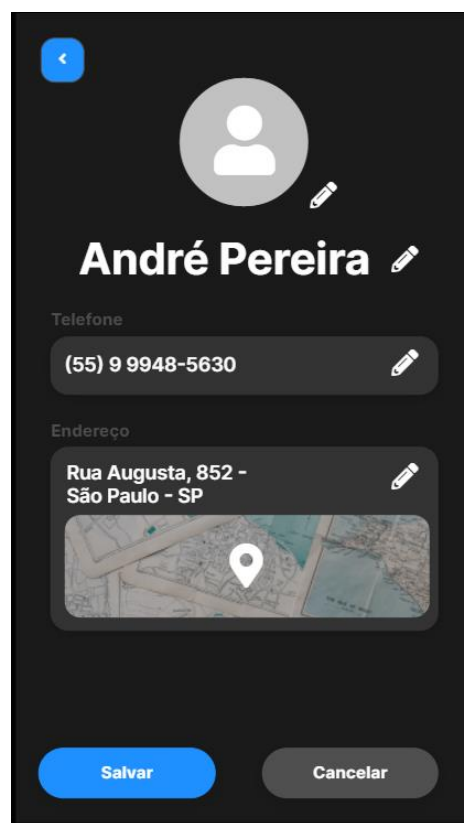 André Pereira
Telefone
(55) 9 9948-5630
Endereço
Rua Augusta, 852 -
São Paulo - SP
Salvar
Cancelar